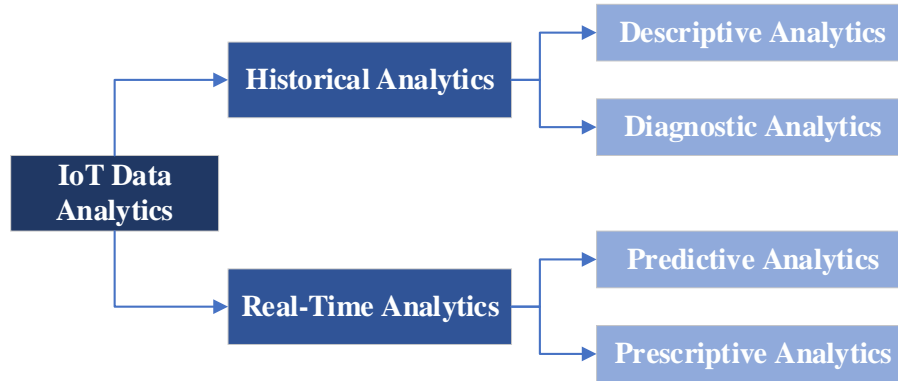 Descriptive Analytics
Historical Analytics
Diagnostic Analytics
IoT Data
Analytics
Predictive Analytics
Real-Time Analytics
Prescriptive Analytics